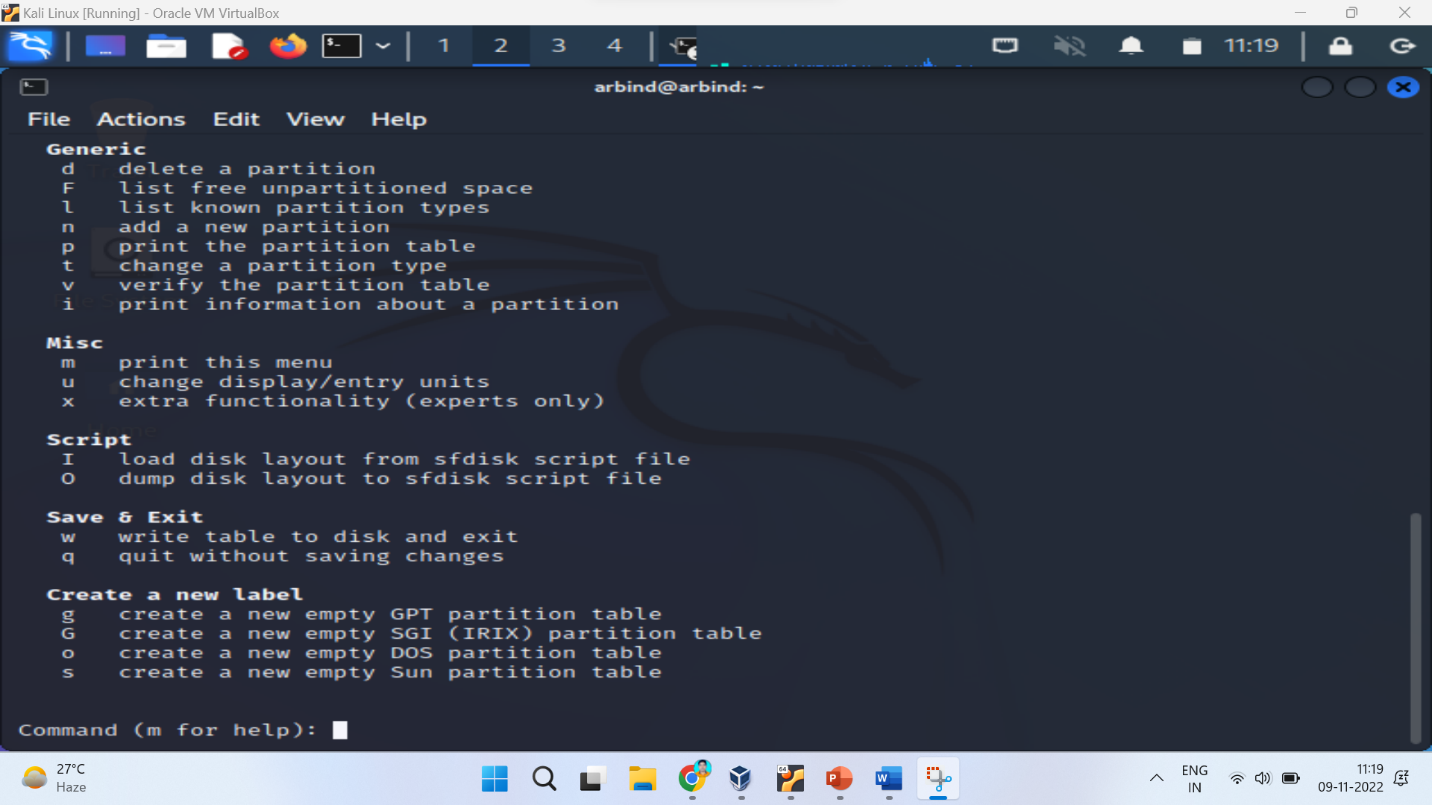 Kali Linux [Running] - Oracle VM VirtualBox
1 2 3 4 11:19
arbind@arbind: ~
File Actions Edit View Help
Generic
d delete a partition
F list free unpartitioned space
l list known partition types
n add a new partition
p print the partition table
t change a partition type
v verify the partition table
i print information about a partition
Misc
m print this menu
u change display/entry units
x extra functionality (experts only)
Script
I load disk layout from sfdisk script file
O dump disk layout to sfdisk script file
Save & Exit
w write table to disk and exit
q quit without saving changes
Create a new label
g create a new empty GPT partition table
G create a new empty SGI (IRIX) partition table
o create a new empty DOS partition table
s create a new empty Sun partition table
Command (m for help):
27°C
Haze
ENG
IN
11:19
09-11-2022